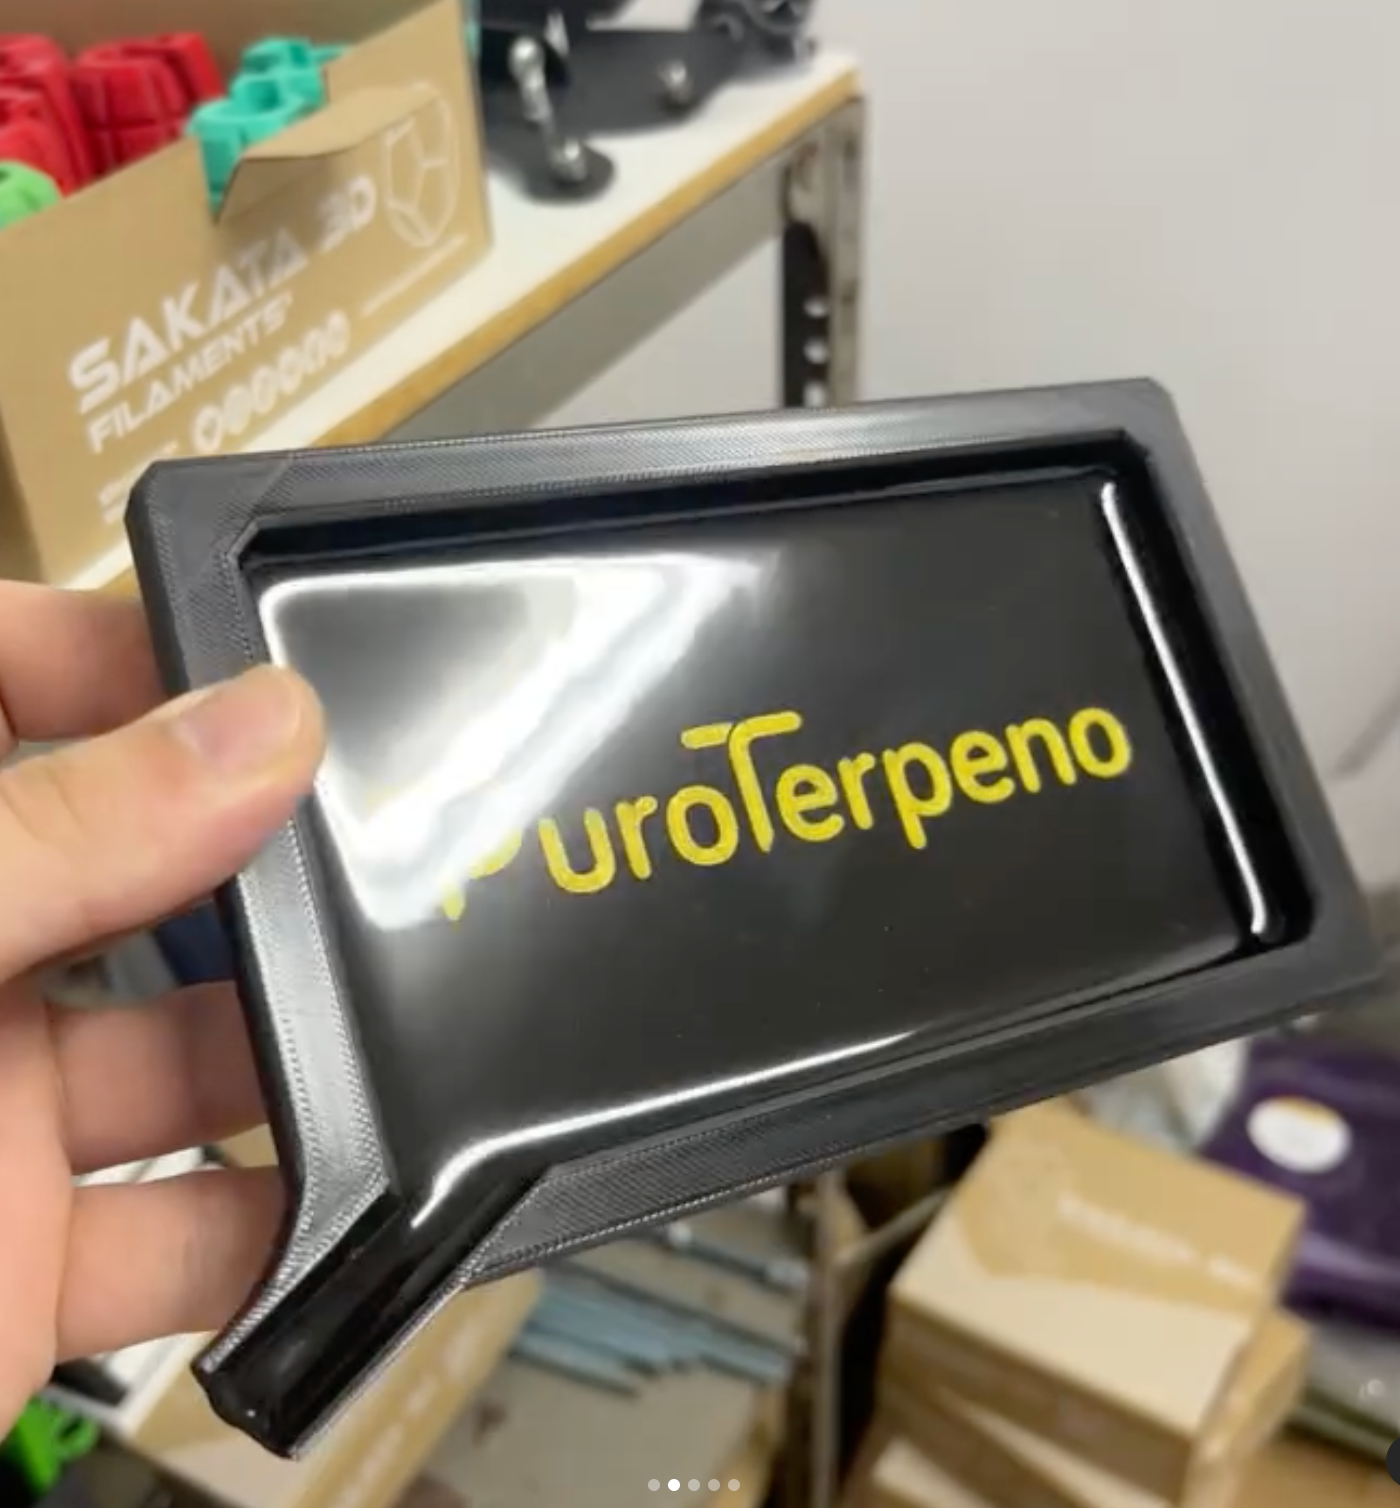 SAKATA 3D
FILAMENTS
PuroTerpeno